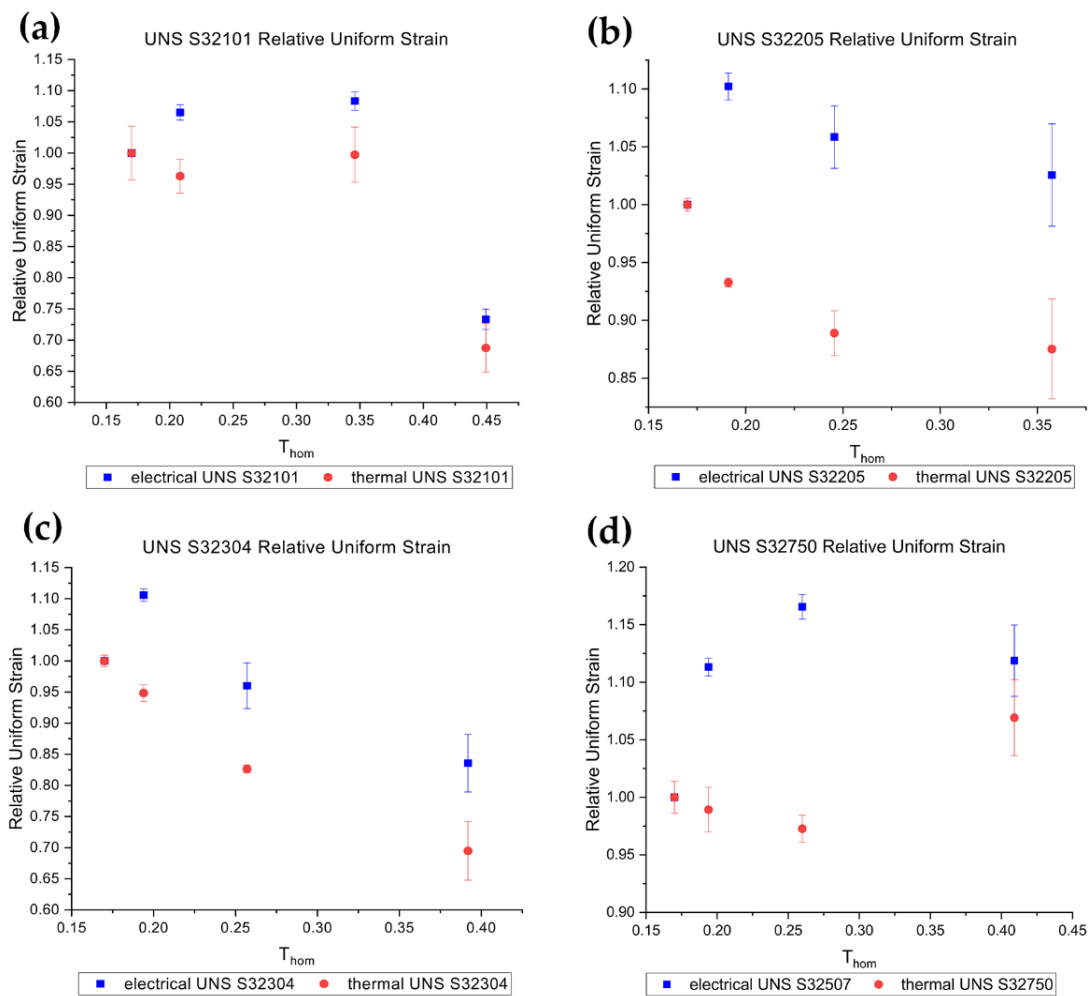 (a)
UNS S32101 Relative Uniform Strain
Relative Uniform Strain
1.15
1.10
1.05
1.00
0.95
0.90
0.85
0.80
0.75
0.70
0.65
0.60
0.15 0.20 0.25 0.30 0.35 0.40 0.45
Thom
electrical UNS S32101 thermal UNS S32101
(b)
UNS S32205 Relative Uniform Strain
Relative Uniform Strain
1.10
1.05
1.00
0.95
0.90
0.85
0.15 0.20 0.25 0.30 0.35
Thom
electrical UNS S32205 thermal UNS S32205
(c)
UNS S32304 Relative Uniform Strain
Relative Uniform Strain
1.15
1.10
1.05
1.00
0.95
0.90
0.85
0.80
0.75
0.70
0.65
0.60
0.15 0.20 0.25 0.30 0.35 0.40
Thom
electrical UNS S32304 thermal UNS S32304
(d)
UNS S32750 Relative Uniform Strain
Relative Uniform Strain
1.20
1.15
1.10
1.05
1.00
0.95
0.90
0.15 0.20 0.25 0.30 0.35 0.40 0.45
Thom
electrical UNS S32507 thermal UNS S32750